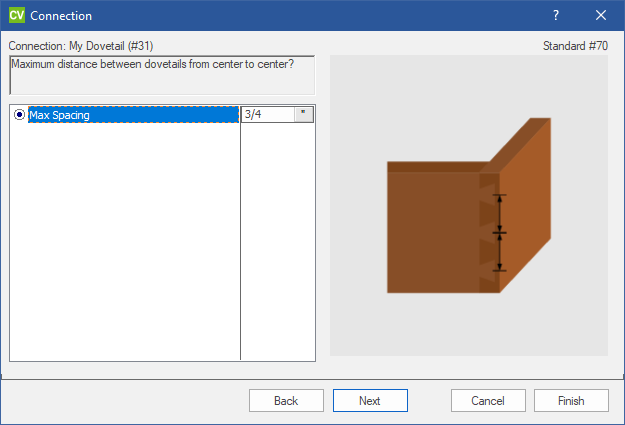 CV Connection ? X
Connection: My Dovetail (#31) Standard #70
Maximum distance between dovetails from center to center?
Max Spacing 3/4 "
Back Next Cancel Finish